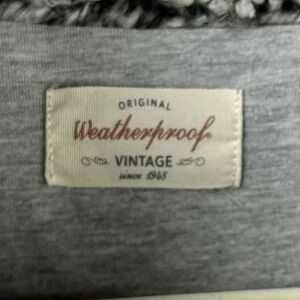 ORIGINAL
Weatherproof®
VINTAGE
since 1948